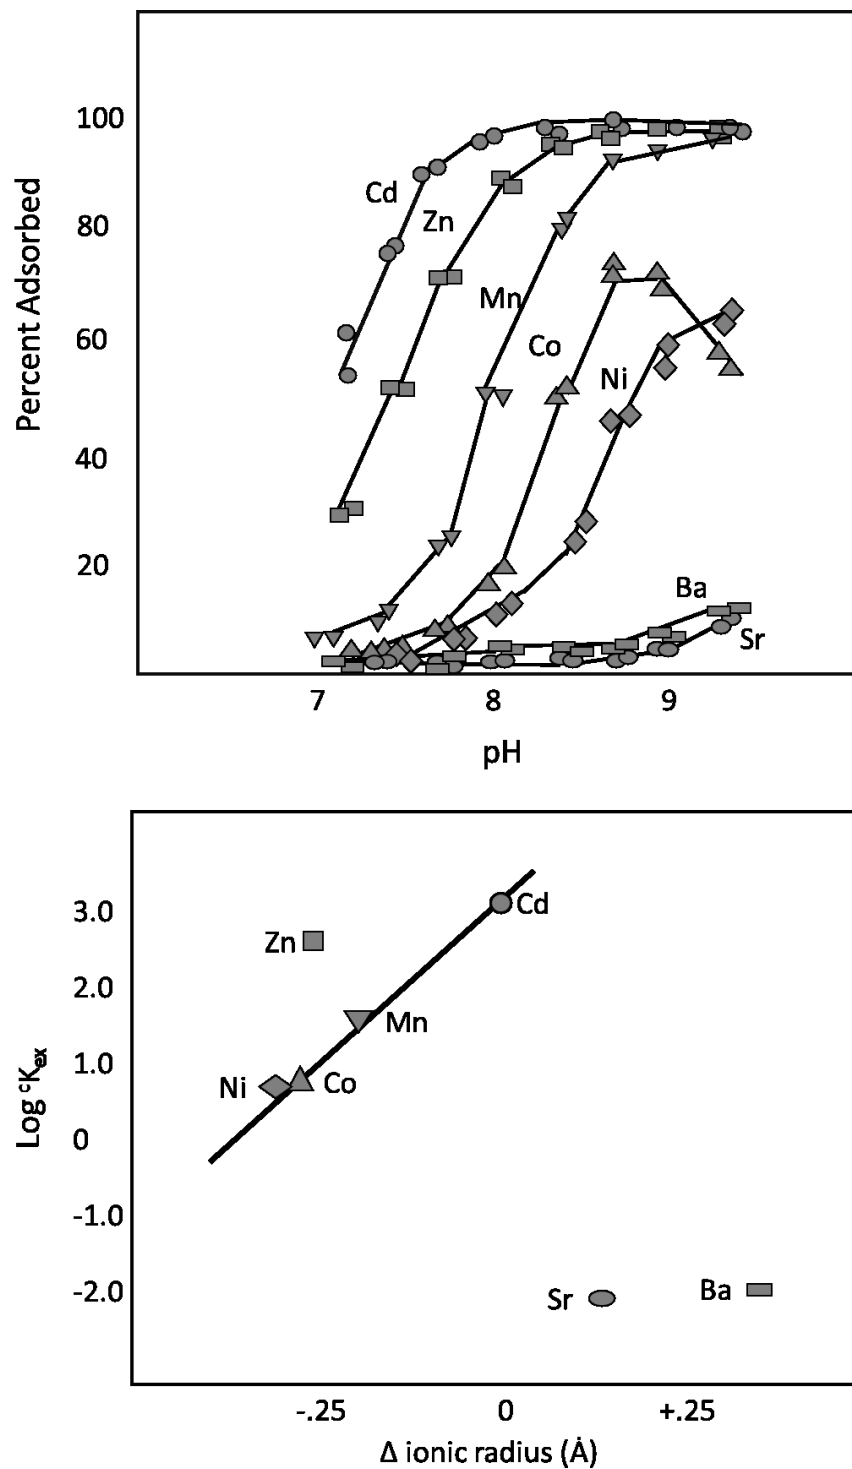 100
80
60
40
20
Percent Adsorbed
Cd
Zn
Mn
Co
Ni
Ba
Sr
7 8 9
pH
3.0
2.0
1.0
0
-1.0
-2.0
Log ᶜKₑₓ
Cd
Zn
Mn
Ni
Co
Sr
Ba
-.25 0 +.25
Δ ionic radius (Å)